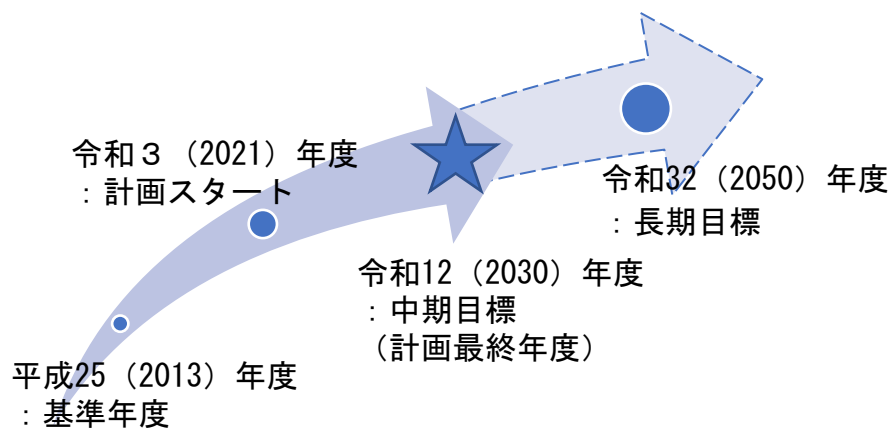 令和３（2021）年度
：計画スタート
令和32（2050）年度
：長期目標
令和12（2030）年度
：中期目標
（計画最終年度）
平成25（2013）年度
：基準年度